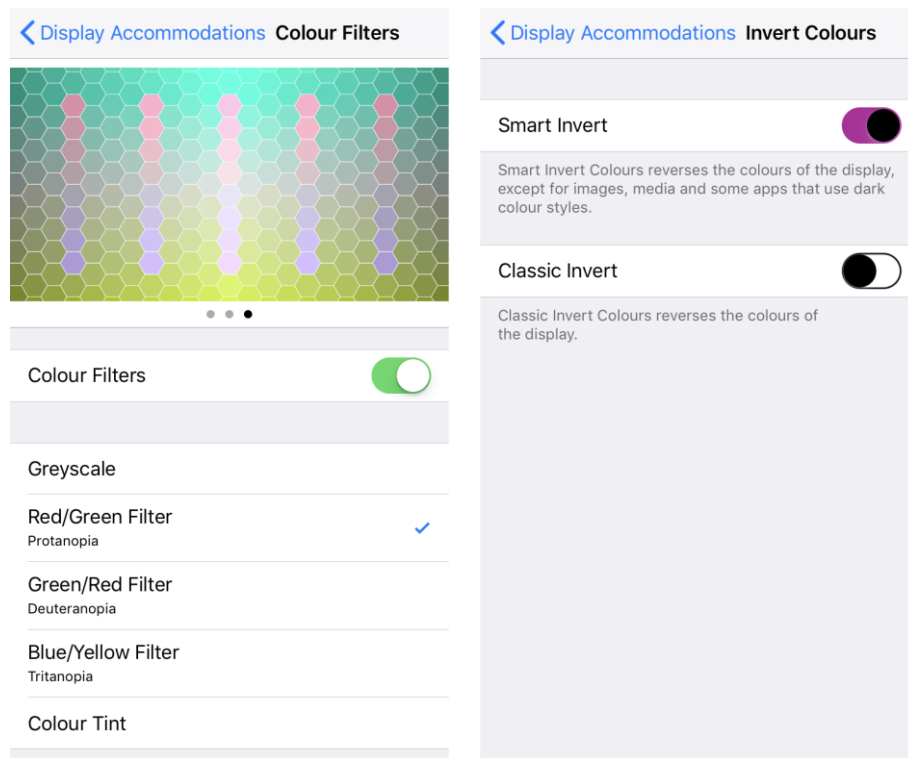 Display Accommodations Colour Filters
Colour Filters
Greyscale
Red/Green Filter
Protanopia
Green/Red Filter
Deuteranopia
Blue/Yellow Filter
Tritanopia
Colour Tint
Display Accommodations Invert Colours
Smart Invert
Smart Invert Colours reverses the colours of the display,
except for images, media and some apps that use dark
colour styles.
Classic Invert
Classic Invert Colours reverses the colours of
the display.